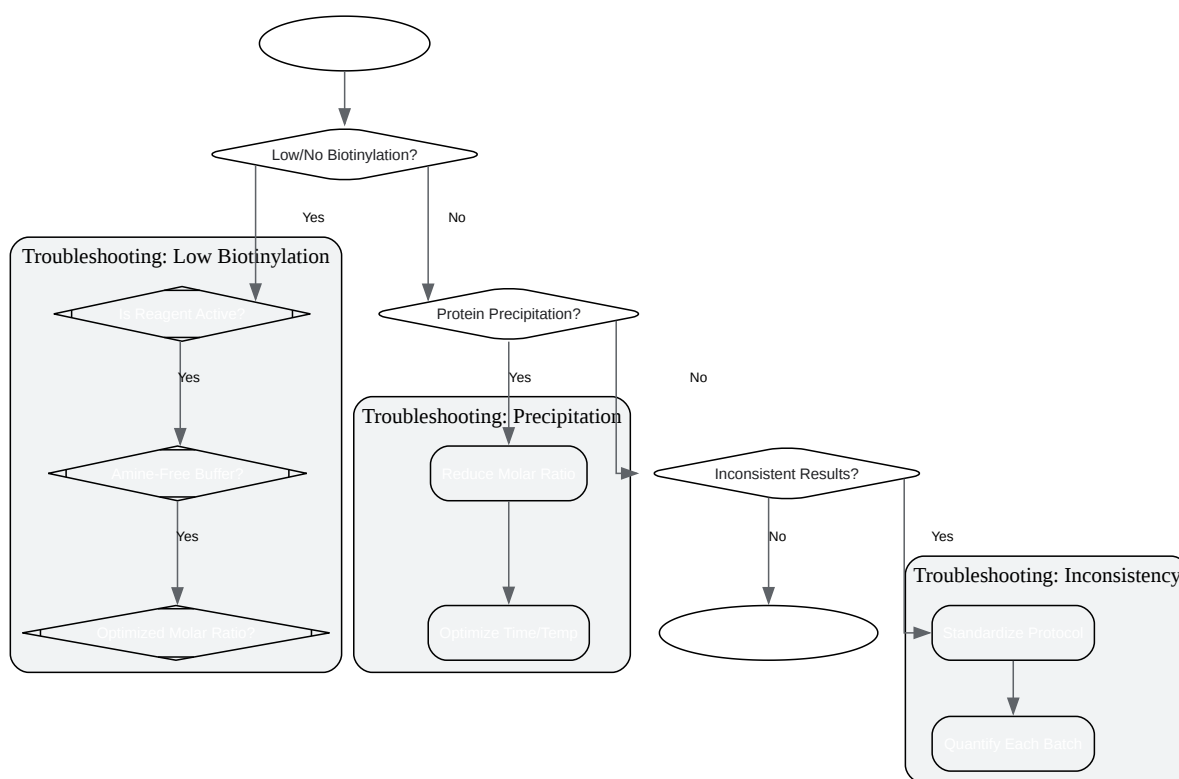 Low/No Biotinylation?
Yes
No
Troubleshooting: Low Biotinylation
Is Reagent Active?
Protein Precipitation?
Yes
Yes
No
Troubleshooting: Precipitation
Amine-Free Buffer?
Reduce Molar Ratio
Inconsistent Results?
Yes
No
Yes
Troubleshooting: Inconsistency
Optimized Molar Ratio?
Optimize Time/Temp
Standardize Protocol
Quantify Each Batch